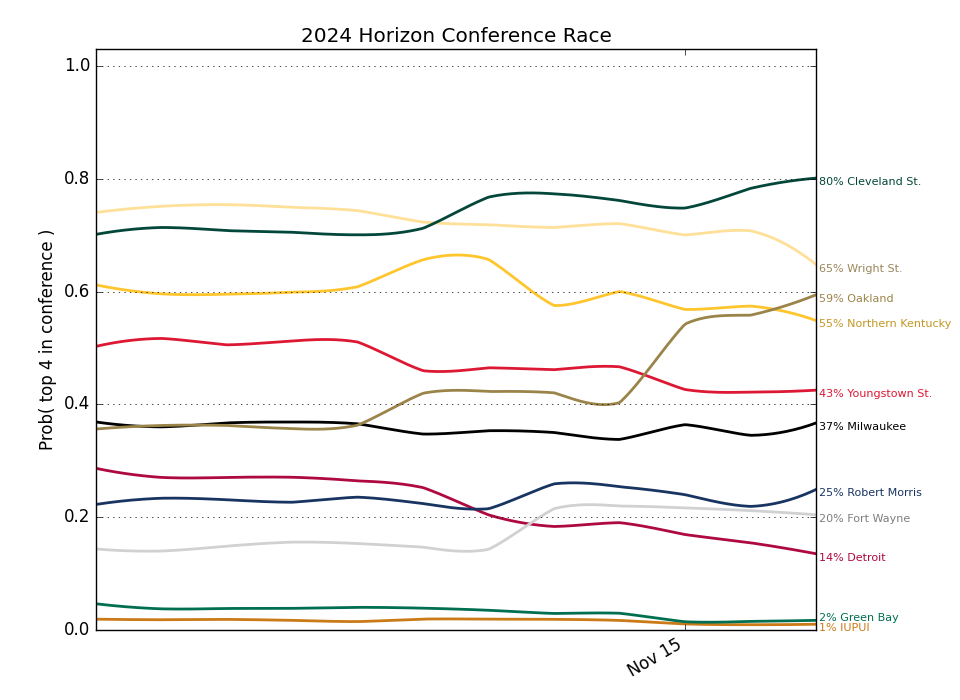 2024 Horizon Conference Race
Prob( top 4 in conference )
1.0
0.8
0.6
0.4
0.2
0.0
Nov 15
80% Cleveland St.
65% Wright St.
59% Oakland
55% Northern Kentucky
43% Youngstown St.
37% Milwaukee
25% Robert Morris
20% Fort Wayne
14% Detroit
2% Green Bay
1% IUPUI